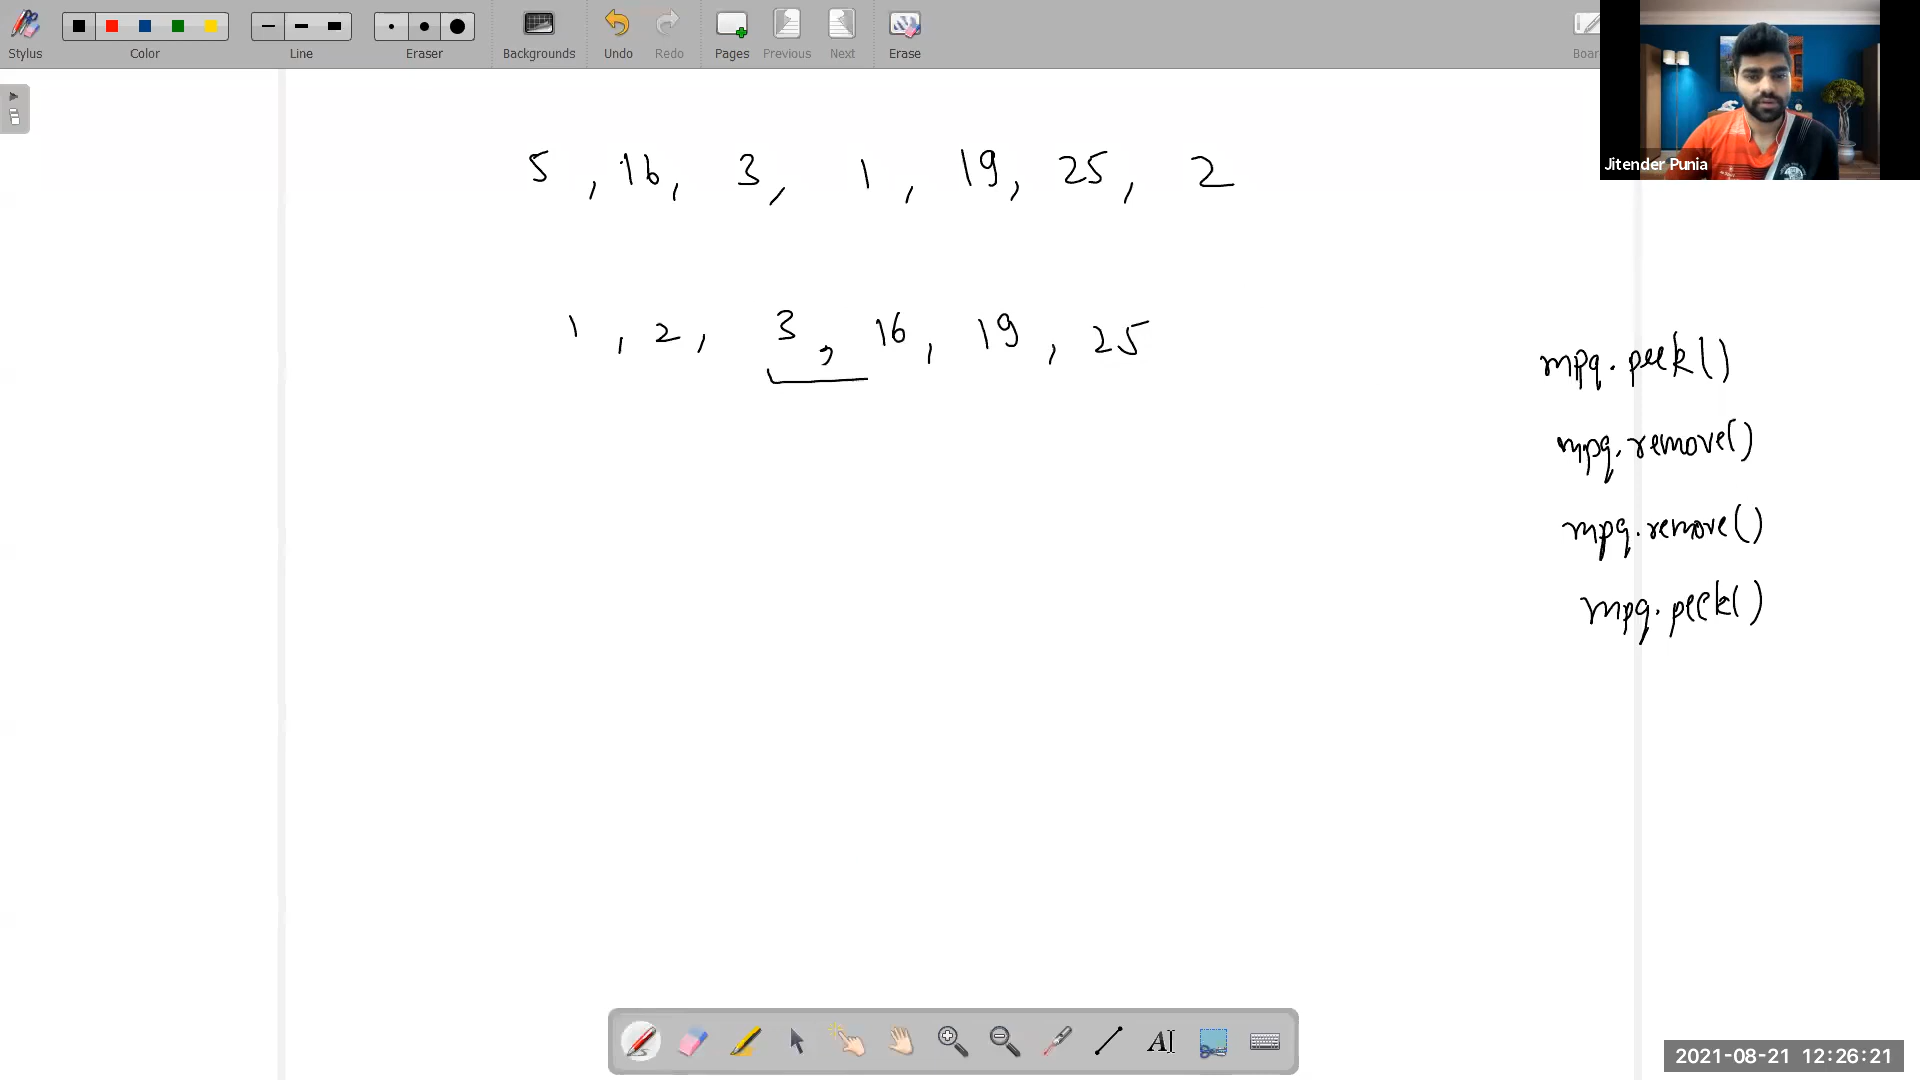 Stylus Color Line Eraser Backgrounds Undo Redo Pages Previous Next Erase Boar
Jitender Punia
5 , 16, 3, 1 , 19, 25, 2
1 , 2, 3, 16, 19, 25
mpq.peek()
mpq.remove()
mpq.remove()
mpq.peek()
A
2021-08-21 12:26:21